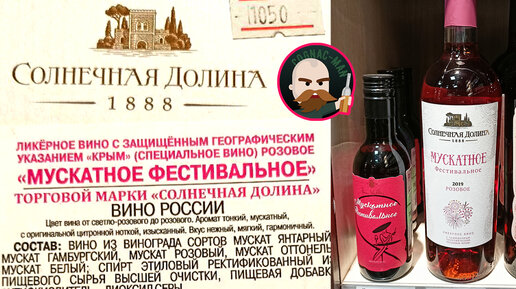 1050
СОЛНЕЧНАЯ ДОЛИНА
1888
ЛИКЁРНОЕ ВИНО С ЗАЩИЩЁННЫМ ГЕОГРАФИЧЕСКИМ
УКАЗАНИЕМ «КРЫМ» (СПЕЦИАЛЬНОЕ ВИНО) РОЗОВОЕ
«МУСКАТНОЕ ФЕСТИВАЛЬНОЕ»
ТОРГОВОЙ МАРКИ «СОЛНЕЧНАЯ ДОЛИНА»
ВИНО РОССИИ
Цвет вина от светло-розового до розового. Аромат тонкий, мускатный,
с оригинальной цитронной ноткой, изысканный. Вкус нежный, мягкий, гармоничный.
СОСТАВ: ВИНО ИЗ ВИНОГРАДА СОРТОВ МУСКАТ ЯНТАРНЫЙ
МУСКАТ ГАМБУРГСКИЙ, МУСКАТ РОЗОВЫЙ, МУСКАТ ОТТОНЕЛЬ
МУСКАТ БЕЛЫЙ; СПИРТ ЭТИЛОВЫЙ РЕКТИФИКОВАННЫЙ ИЗ
ПИЩЕВОГО СЫРЬЯ ВЫСШЕЙ ОЧИСТКИ, ПИЩЕВАЯ ДОБАВК
COGNAC-MAN
Мускатное
Фестивальное
СОЛНЕЧНАЯ ДОЛИНА
1888
МУСКАТНОЕ
Фестивальное
2019
РОЗОВОЕ